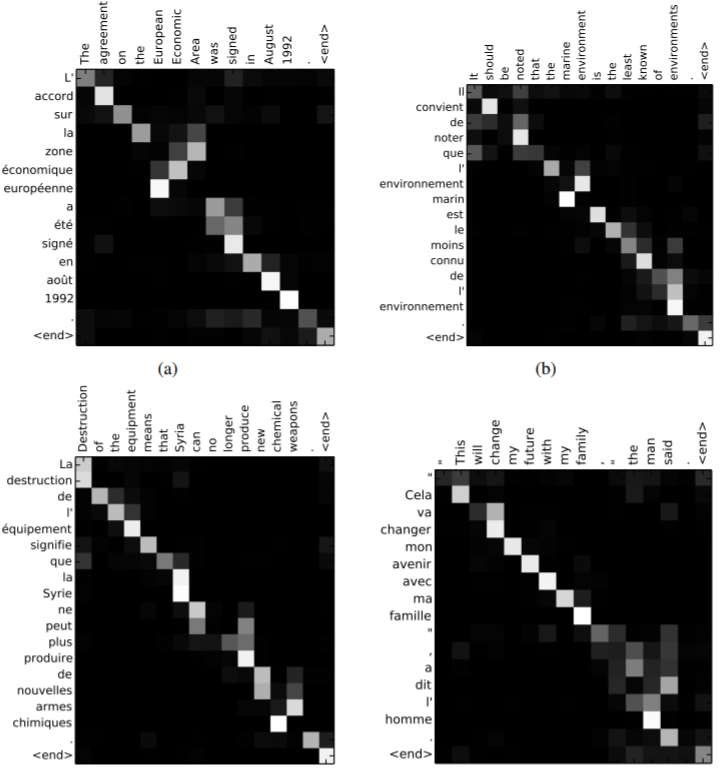 The agreement on the European Economic Area was signed in August 1992 . <end>
L'
accord
sur
la
zone
économique
européenne
a
été
signé
en
août
1992
.
<end>
(a)
It should be noted that the marine environment is the least known of environments . <end>
Il
convient
de
noter
que
l'
environnement
marin
est
le
moins
connu
de
l'
environnement
.
<end>
(b)
Destruction of the equipment means that Syria can no longer produce new chemical weapons . <end>
La
destruction
de
l'
équipement
signifie
que
la
Syrie
ne
peut
plus
produire
de
nouvelles
armes
chimiques
.
<end>
" This will change my future with my family , " the man said . <end>
"
Cela
va
changer
mon
avenir
avec
ma
famille
"
,
a
dit
l'
homme
.
<end>